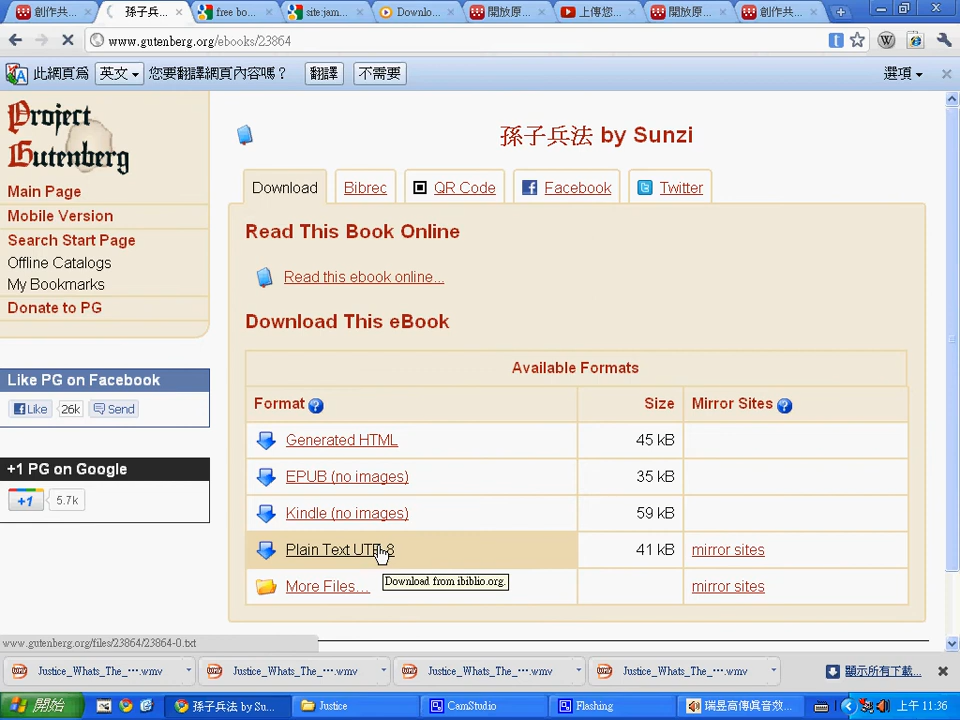 創作共...
孫子兵...
free bo...
site:jam...
Downlo...
開放原...
上傳您...
開放原...
創作共...
www.gutenberg.org/ebooks/23864
此網頁為 英文 您要翻譯網頁內容嗎？ 翻譯 不需要 選項
Project
Gutenberg
Main Page
Mobile Version
Search Start Page
Offline Catalogs
My Bookmarks
Donate to PG
Like PG on Facebook
Like 26k Send
+1 PG on Google
+1 5.7k
孫子兵法 by Sunzi
Download Bibrec QR Code Facebook Twitter
Read This Book Online
Read this ebook online...
Download This eBook
Available Formats
Format Size Mirror Sites
Generated HTML 45 kB
EPUB (no images) 35 kB
Kindle (no images) 59 kB
Plain Text UTF-8 41 kB mirror sites
Download from ibiblio.org.
More Files... mirror sites
www.gutenberg.org/files/23864/23864-0.txt
Justice_Whats_The_....wmv Justice_Whats_The_....wmv Justice_Whats_The_....wmv Justice_Whats_The_....wmv 顯示所有下載...
開始 孫子兵法 by Su... Justice CamStudio Flashing 瑞昱高傳真音效... 上午 11:36